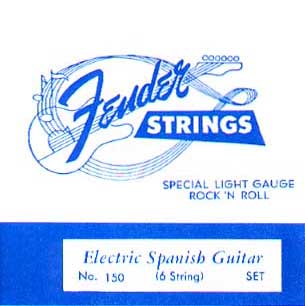 Fender
STRINGS
SPECIAL LIGHT GAUGE
ROCK 'N ROLL
Electric Spanish Guitar
No. 150 (6 String) SET